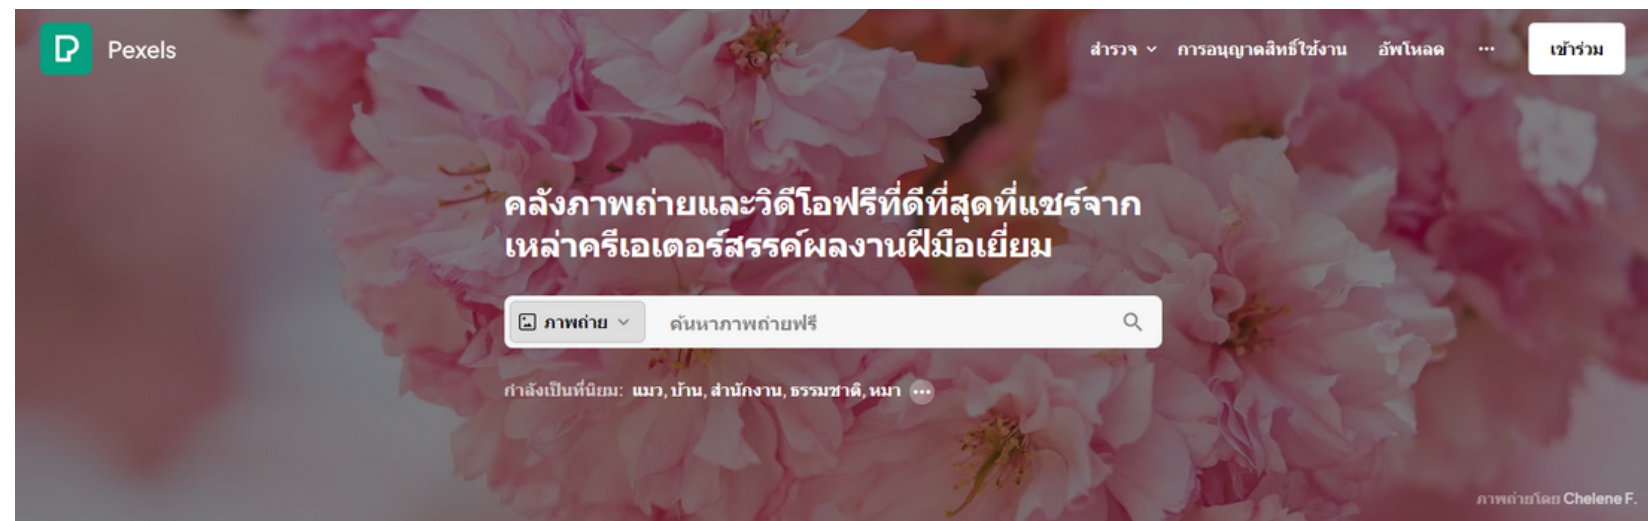 Pexels
สำรวจ การอนุญาตสิทธิ์ใช้งาน อัพโหลด ... เข้าร่วม
คลังภาพถ่ายและวิดีโอฟรีที่ดีที่สุดที่แชร์จาก
เหล่าครีเอเตอร์สรรค์ผลงานฝีมือเยี่ยม
ภาพถ่าย ค้นหาภาพถ่ายฟรี
กำลังเป็นที่นิยม: แมว, บ้าน, สำนักงาน, ธรรมชาติ, หมา ...
ภาพถ่ายโดย Chelene F.